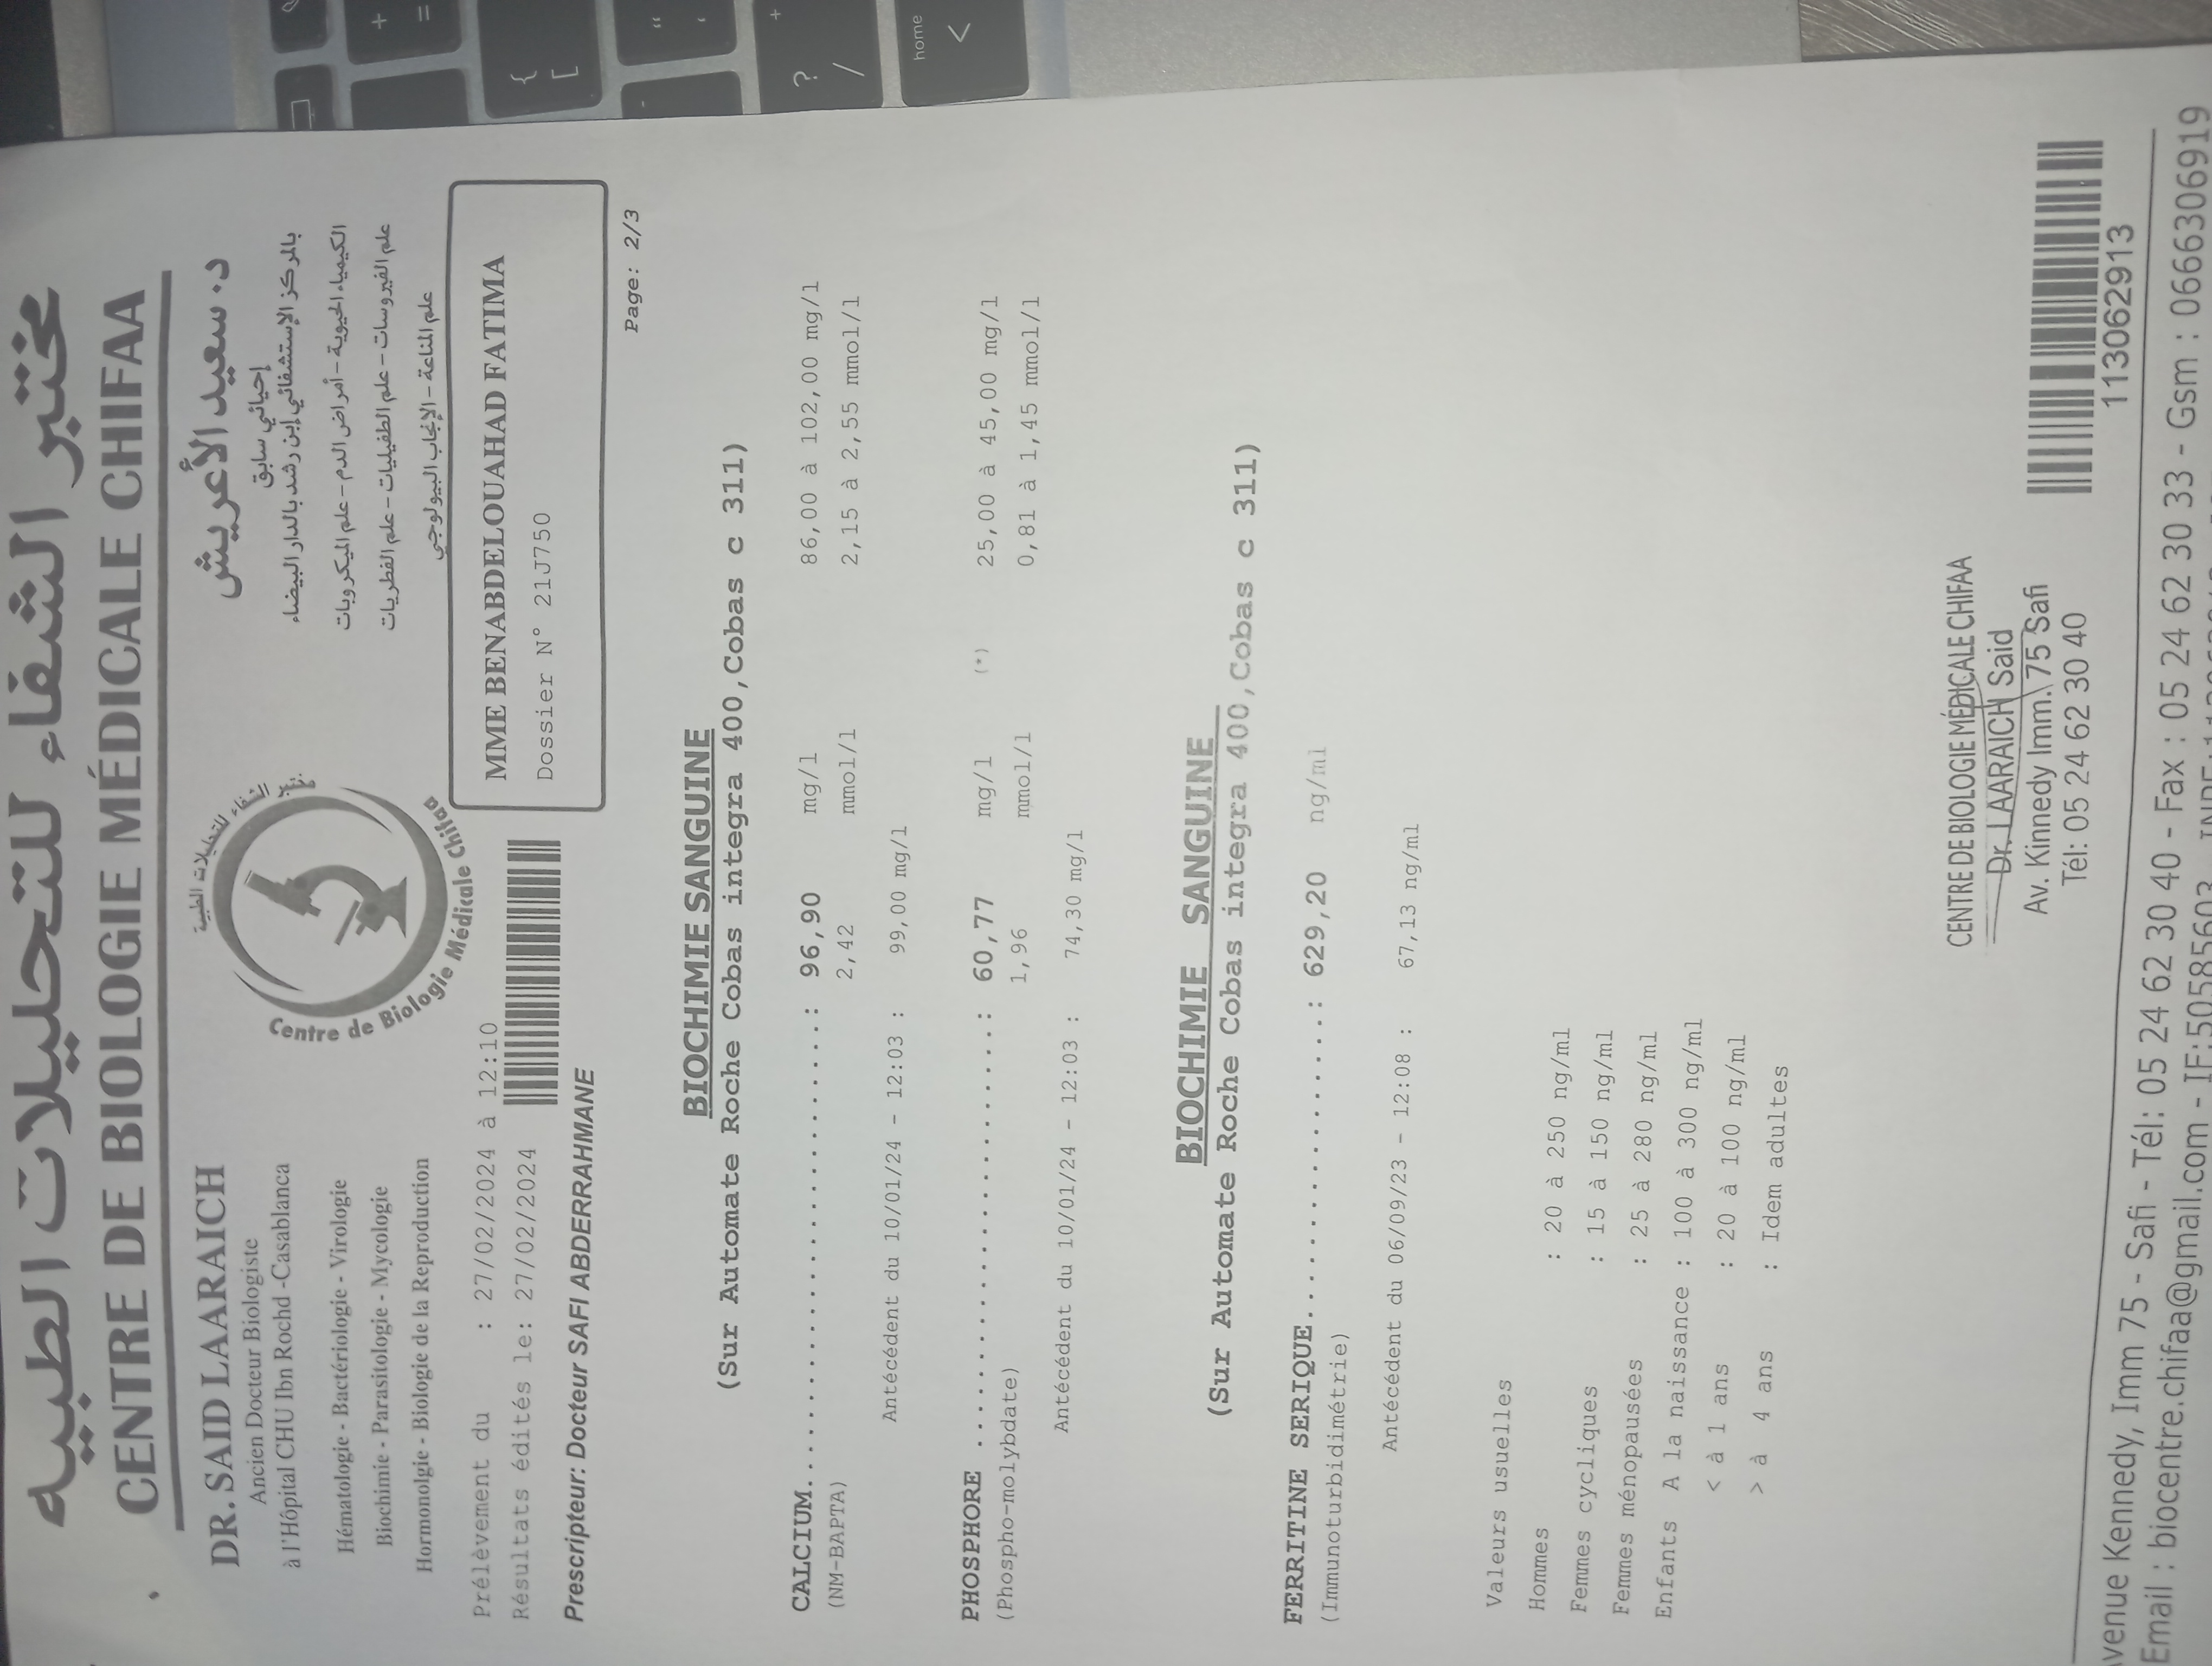 مختبر الشفاء للتحليلات الطبية
CENTRE DE BIOLOGIE MÉDICALE CHIFAA
DR. SAID LAARAICH
Ancien Docteur Biologiste
à l'Hôpital CHU Ibn Rochd -Casablanca
Hématologie - Bactériologie - Virologie
Biochimie - Parasitologie - Mycologie
Hormonolgie - Biologie de la Reproduction
مختبر الشفاء للتحليلات الطبية
Centre de Biologie Médicale Chifaa
د. سعيد الأعريش
إحيائي سابق
بالمركز الإستشفائي إبن رشد بالدار البيضاء
الكيمياء الحيوية - أمراض الدم - علم الميكروبات
علم الفيروسات - علم الطفيليات - علم الفطريات
علم المناعة - الإنجاب البيولوجي
Prélèvement du : 27/02/2024 à 12:10
Résultats édités le: 27/02/2024
Prescripteur: Docteur SAFI ABDERRAHMANE
MME BENABDELOUAHAD FATIMA
Dossier N° 21J750
Page: 2/3
BIOCHIMIE SANGUINE
(Sur Automate Roche Cobas integra 400,Cobas c 311)
CALCIUM...........................: 96,90 mg/l 86,00 à 102,00 mg/l
(NM-BAPTA) 2,42 mmol/l 2,15 à 2,55 mmol/l
Antécédent du 10/01/24 - 12:03 : 99,00 mg/l
PHOSPHORE .........................: 60,77 mg/l (*) 25,00 à 45,00 mg/l
(Phospho-molybdate) 1,96 mmol/l 0,81 à 1,45 mmol/l
Antécédent du 10/01/24 - 12:03 : 74,30 mg/l
BIOCHIMIE SANGUINE
(Sur Automate Roche Cobas integra 400,Cobas c 311)
FERRITINE SERIQUE.................: 629,20 ng/ml
(Immunoturbidimétrie)
Antécédent du 06/09/23 - 12:08 : 67,13 ng/ml
Valeurs usuelles
Hommes : 20 à 250 ng/ml
Femmes cycliques : 15 à 150 ng/ml
Femmes ménopausées : 25 à 280 ng/ml
Enfants A la naissance : 100 à 300 ng/ml
< à 1 ans : 20 à 100 ng/ml
> à 4 ans : Idem adultes
CENTRE DE BIOLOGIE MÉDICALE CHIFAA
Dr. LAARAICH Said
Av. Kinnedy Imm. 75 Safi
Tél: 05 24 62 30 40
113062913
venue Kennedy, Imm 75 - Safi - Tél: 05 24 62 30 40 - Fax : 05 24 62 30 33 - Gsm : 0666306919
Email : biocentre.chifaa@gmail.com - IF:50585603
+
=
{
[
"
'
?
/
+
home
<